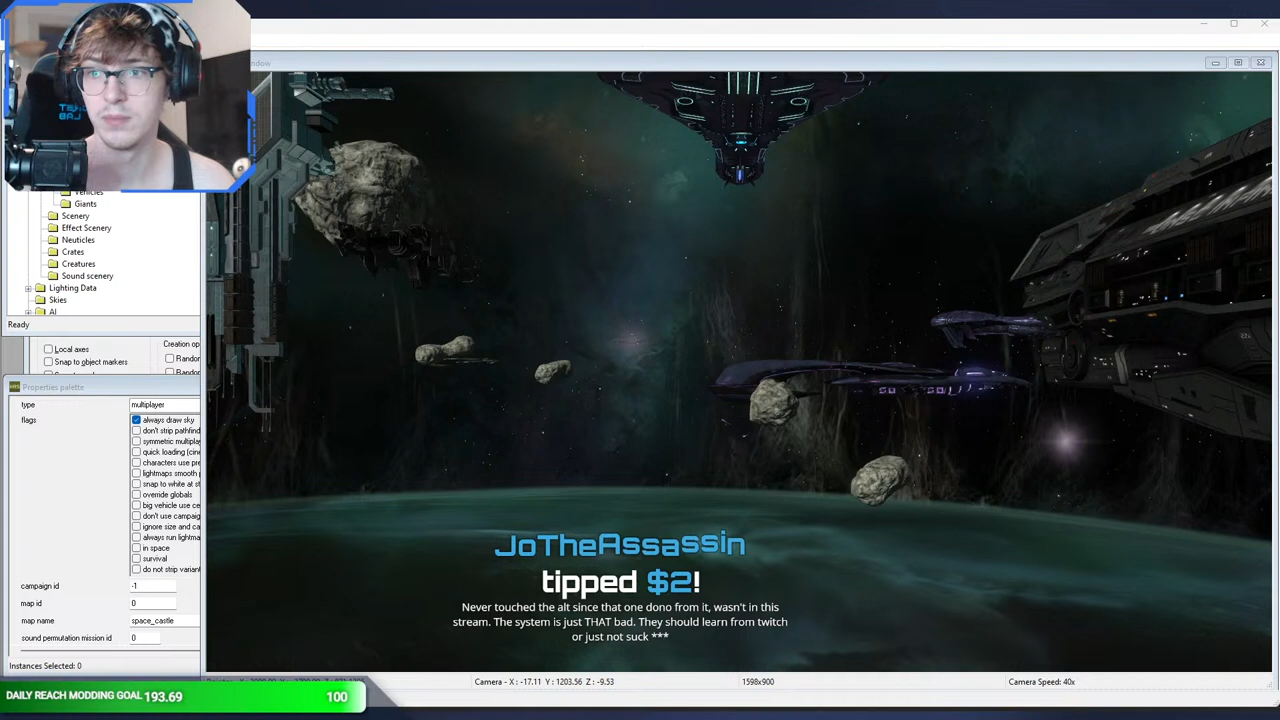 ndow
Vehicles
Giants
Scenery
Effect Scenery
Neuticles
Crates
Creatures
Sound scenery
Lighting Data
Skies
AI
Ready
Local axes
Snap to object markers
Creation op
Random
Random
Properties palette
type
multiplayer
flags
always draw sky
don't strip pathfind
symmetric multiplay
quick loading (cine
characters use pre
lightmaps smooth p
snap to white at st
override globals
big vehicle use ce
don't use campaig
ignore size and ca
always run lightma
in space
survival
do not strip variant
campaign id
-1
map id
0
map name
space_castle
sound permutation mission id
0
Instances Selected: 0
JoTheAssassin
tipped $2!
Never touched the alt since that one dono from it, wasn't in this
stream. The system is just THAT bad. They should learn from twitch
or just not suck ***
Camera - X : -17.11 Y : 1203.56 Z : -9.53
1598x900
Camera Speed: 40x
DAILY REACH MODDING GOAL 193.69
100